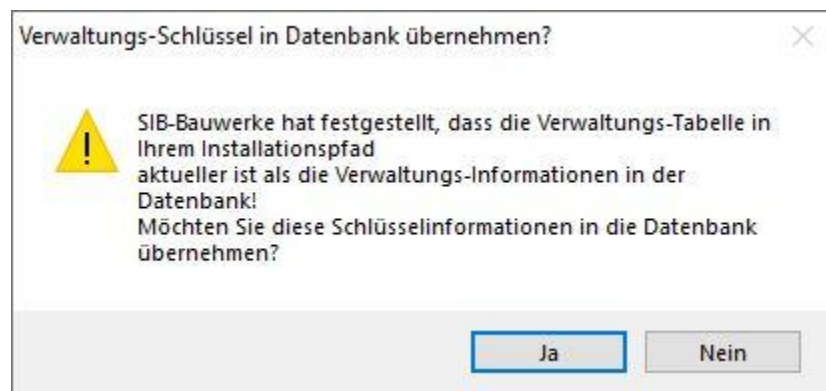 Verwaltungs-Schlüssel in Datenbank übernehmen?
SIB-Bauwerke hat festgestellt, dass die Verwaltungs-Tabelle in
Ihrem Installationspfad
aktueller ist als die Verwaltungs-Informationen in der
Datenbank!
Möchten Sie diese Schlüsselinformationen in die Datenbank
übernehmen?
Ja
Nein